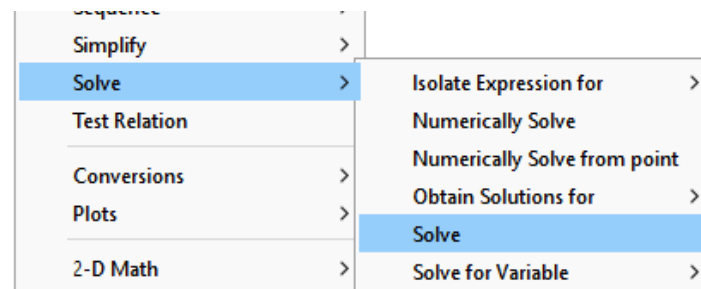 Sequence
Simplify
Solve
Test Relation
Conversions
Plots
2-D Math
Isolate Expression for
Numerically Solve
Numerically Solve from point
Obtain Solutions for
Solve
Solve for Variable